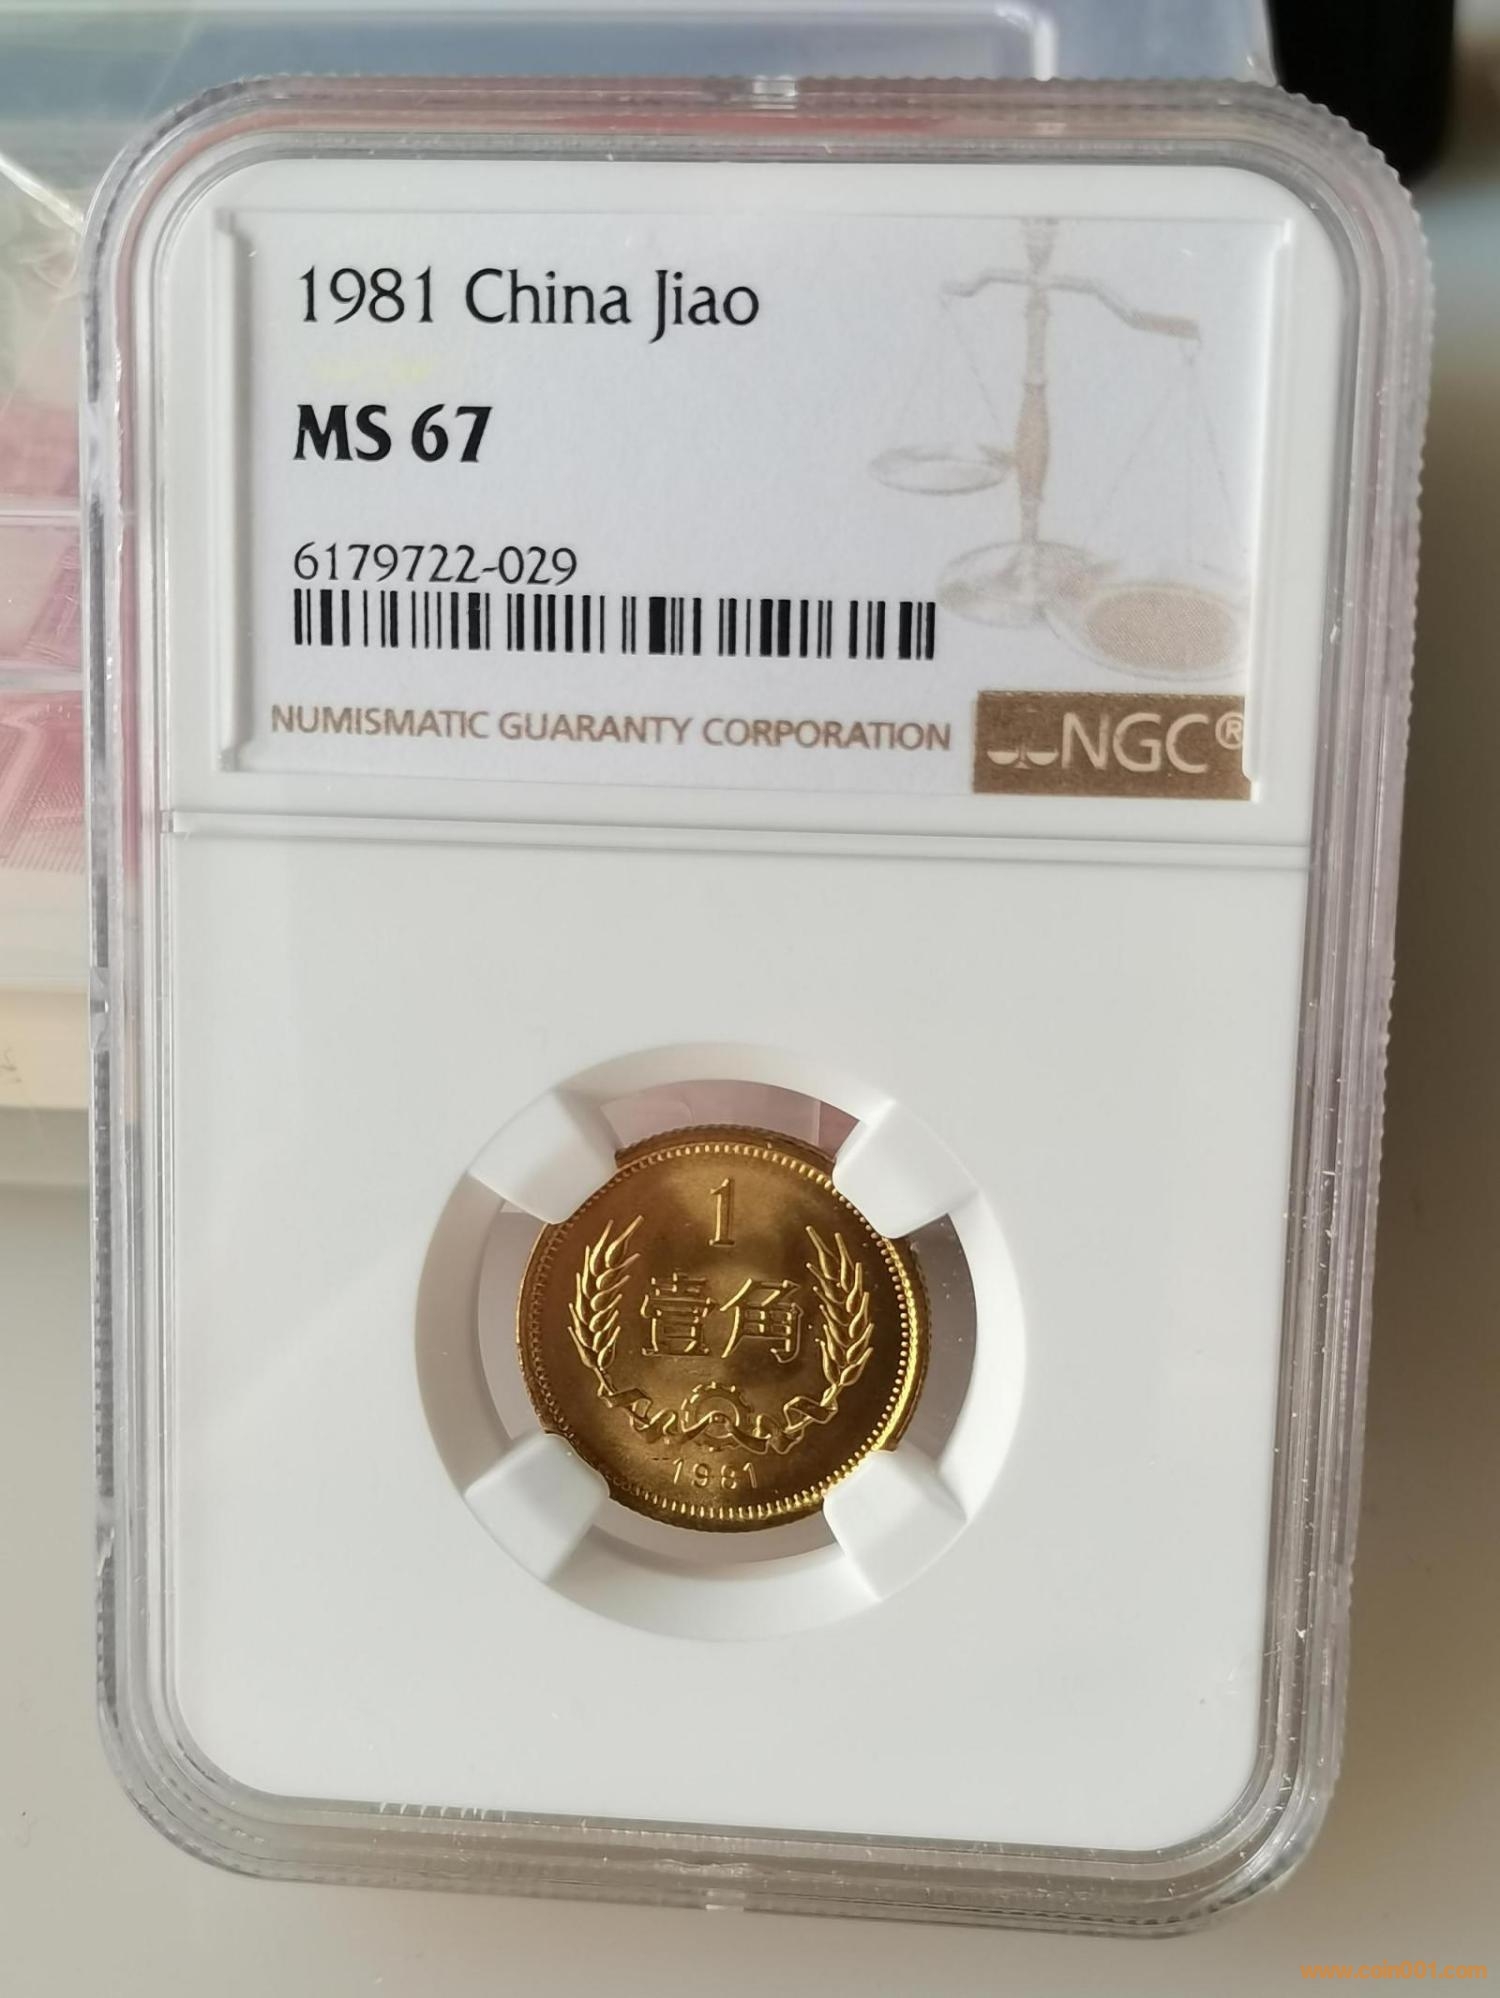 1981 China Jiao
MS 67
6179722-029
NUMISMATIC GUARANTY CORPORATION
NGC®
1
壹角
1981
www.coin001.com